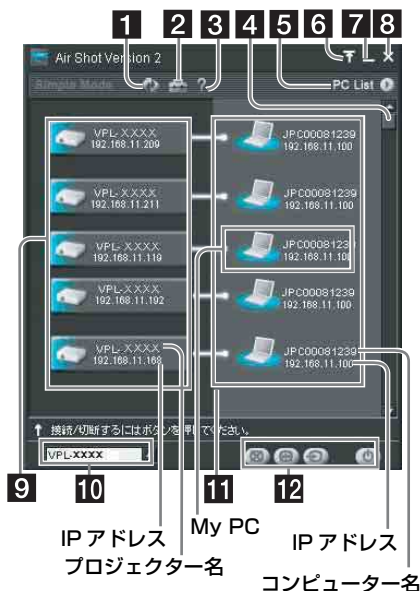 1 2 3 4 5 6 7 8
Air Shot Version 2
Simple Mode
?
PC List
VPL-XXXX
192.168.11.209
JPC00081239
192.168.11.100
VPL-XXXX
192.168.11.211
JPC00081239
192.168.11.100
VPL-XXXX
192.168.11.119
JPC00081239
192.168.11.100
VPL-XXXX
192.168.11.192
JPC00081239
192.168.11.100
VPL-XXXX
192.168.11.168
JPC00081239
192.168.11.100
接続/切断するにはボタンを押してください。
VPL-XXXX
9 10 11 12
My PC
IP アドレス
IP アドレス
プロジェクター名
コンピューター名